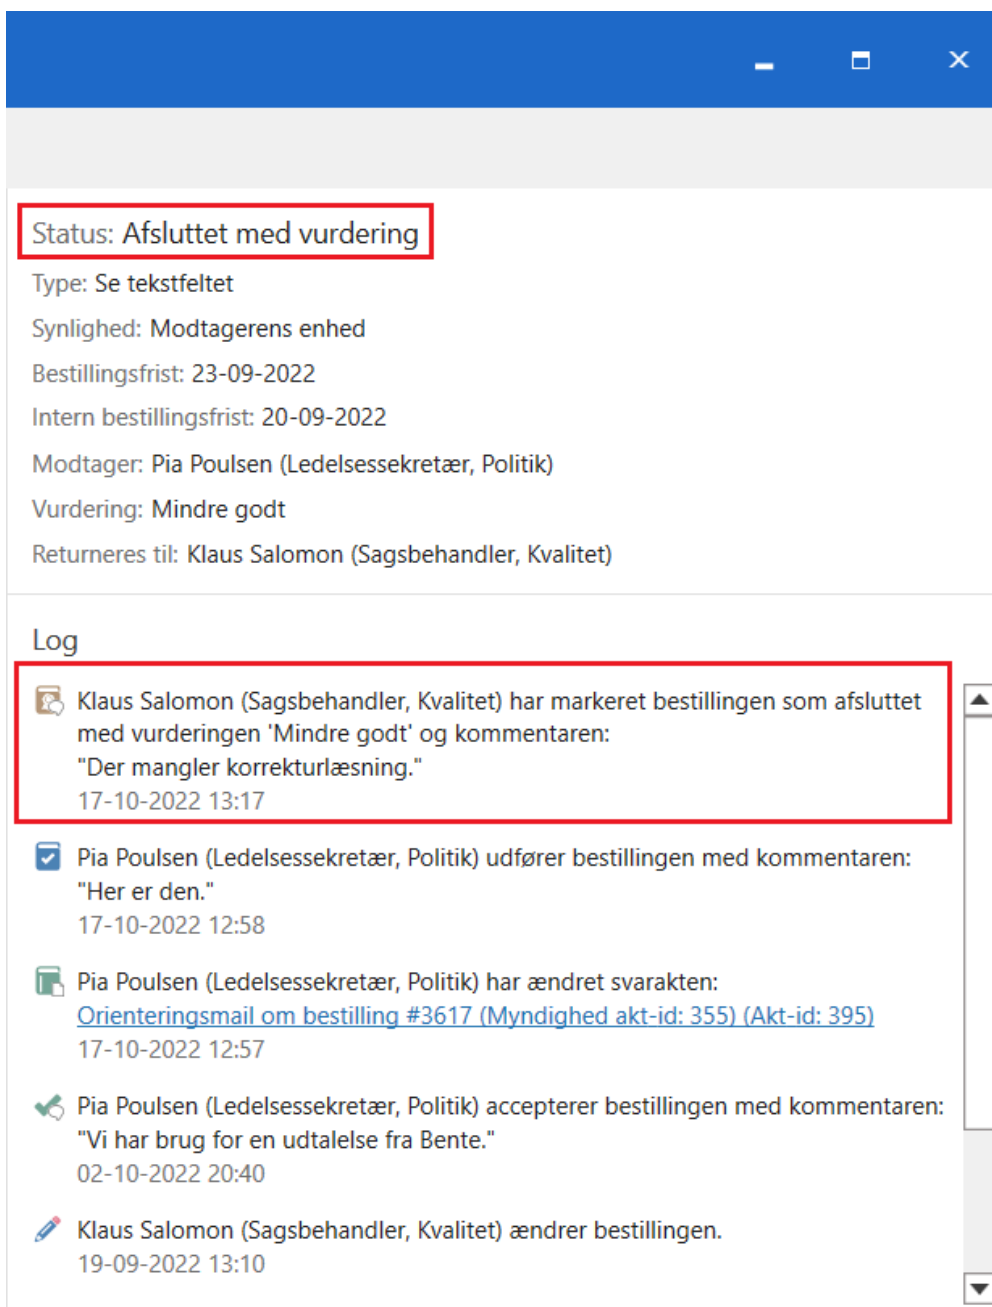 Status: Afsluttet med vurdering
Type: Se tekstfeltet
Synlighed: Modtagerens enhed
Bestillingsfrist: 23-09-2022
Intern bestillingsfrist: 20-09-2022
Modtager: Pia Poulsen (Ledelsessekretær, Politik)
Vurdering: Mindre godt
Returneres til: Klaus Salomon (Sagsbehandler, Kvalitet)
Log
Klaus Salomon (Sagsbehandler, Kvalitet) har markeret bestillingen som afsluttet
med vurderingen 'Mindre godt' og kommentaren:
"Der mangler korrekturlæsning."
17-10-2022 13:17
Pia Poulsen (Ledelsessekretær, Politik) udfører bestillingen med kommentaren:
"Her er den."
17-10-2022 12:58
Pia Poulsen (Ledelsessekretær, Politik) har ændret svarakten:
Orienteringsmail om bestilling #3617 (Myndighed akt-id: 355) (Akt-id: 395)
17-10-2022 12:57
Pia Poulsen (Ledelsessekretær, Politik) accepterer bestillingen med kommentaren:
"Vi har brug for en udtalelse fra Bente."
02-10-2022 20:40
Klaus Salomon (Sagsbehandler, Kvalitet) ændrer bestillingen.
19-09-2022 13:10